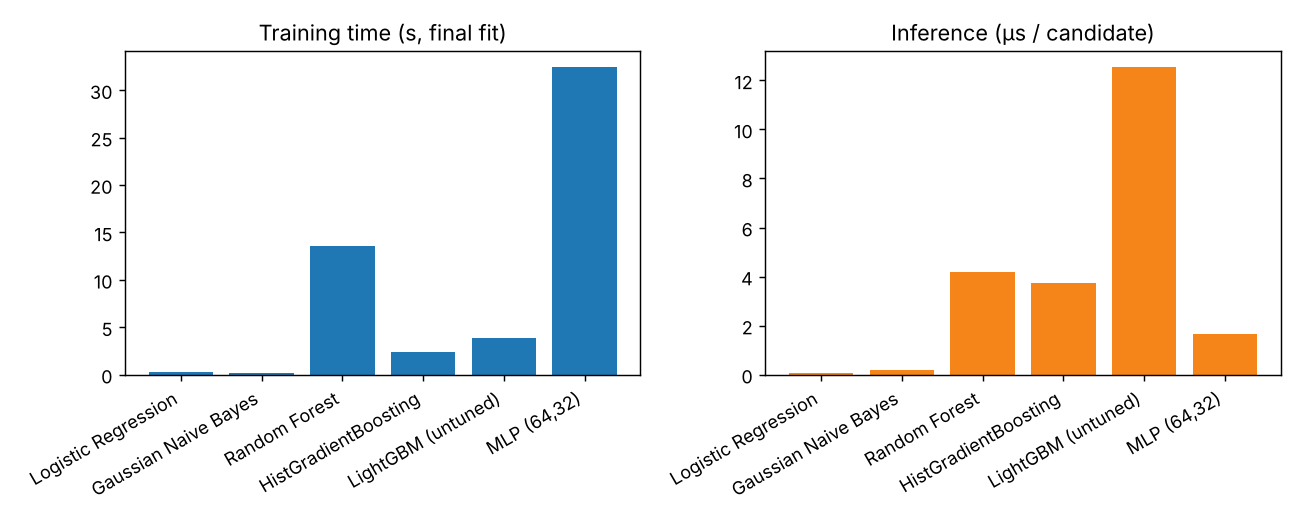 Training time (s, final fit)
30
25
20
15
10
5
0
Logistic Regression
Gaussian Naive Bayes
Random Forest
HistGradientBoosting
LightGBM (untuned)
MLP (64,32)
Inference (µs / candidate)
12
10
8
6
4
2
0
Logistic Regression
Gaussian Naive Bayes
Random Forest
HistGradientBoosting
LightGBM (untuned)
MLP (64,32)